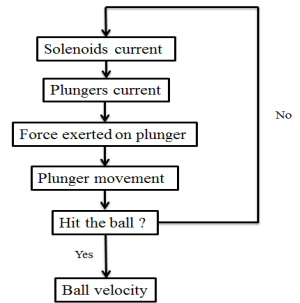 Solenoids current
Plungers current
No
Force exerted on plunger
Plunger movement
Hit the ball ?
Yes
Ball velocity